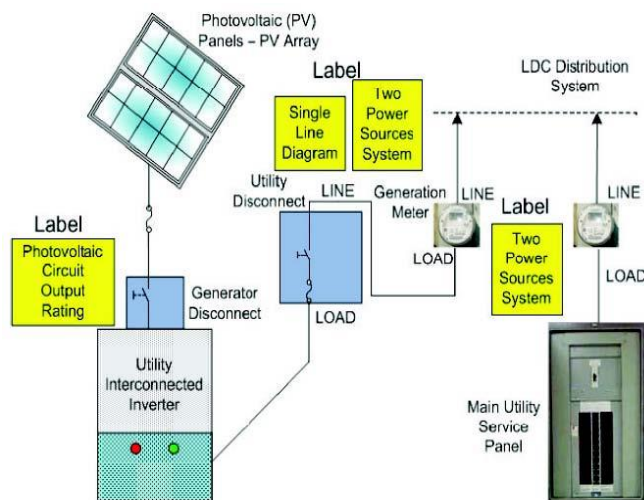 Photovoltaic (PV)
Panels – PV Array
Label
Single
Line
Diagram
Two
Power
Sources
System
LDC Distribution
System
Utility
Disconnect
LINE
Generation
Meter
LINE
LINE
Label
Photovoltaic
Circuit
Output
Rating
Generator
Disconnect
LOAD
LOAD
Label
Two
Power
Sources
System
LOAD
Utility
Interconnected
Inverter
Main Utility
Service
Panel